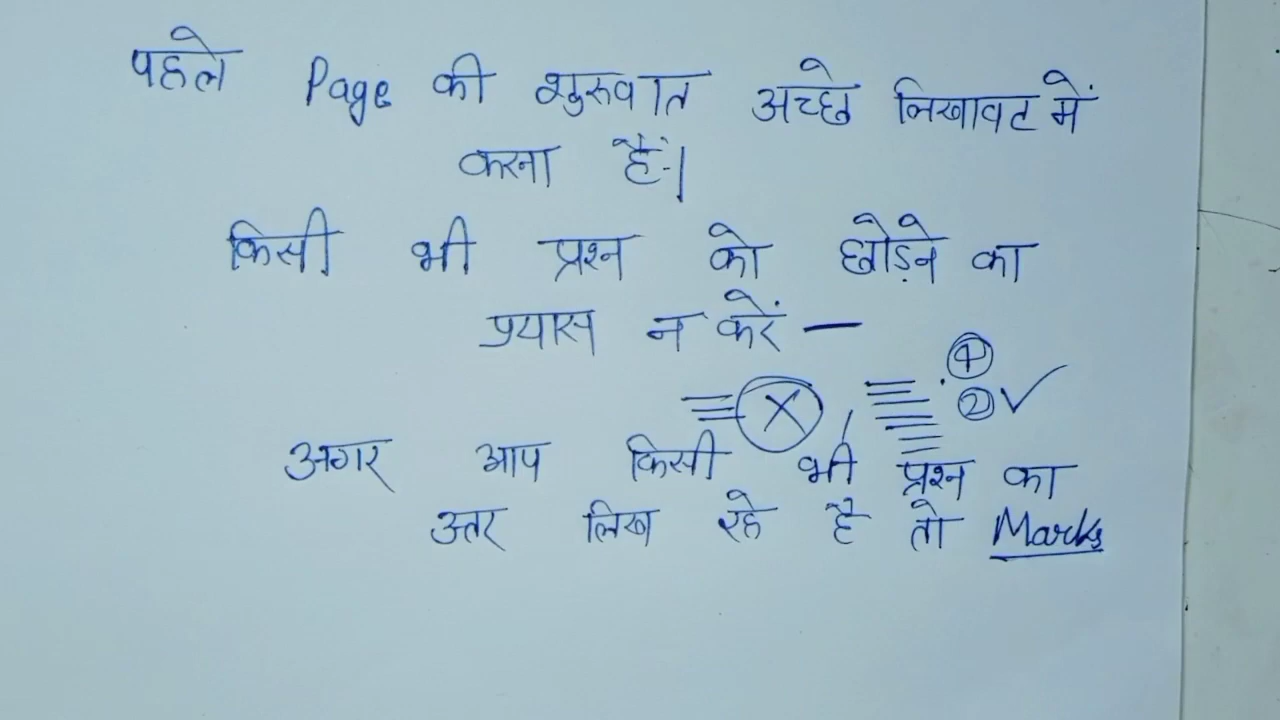 पहले Page की शुरुवात अच्छे लिखावट में
करना हैं।
किसी भी प्रश्न को छोड़ने का
प्रयास न करें —
①
②
अगर आप किसी भी प्रश्न का
उत्तर लिख रहे है तो Marks